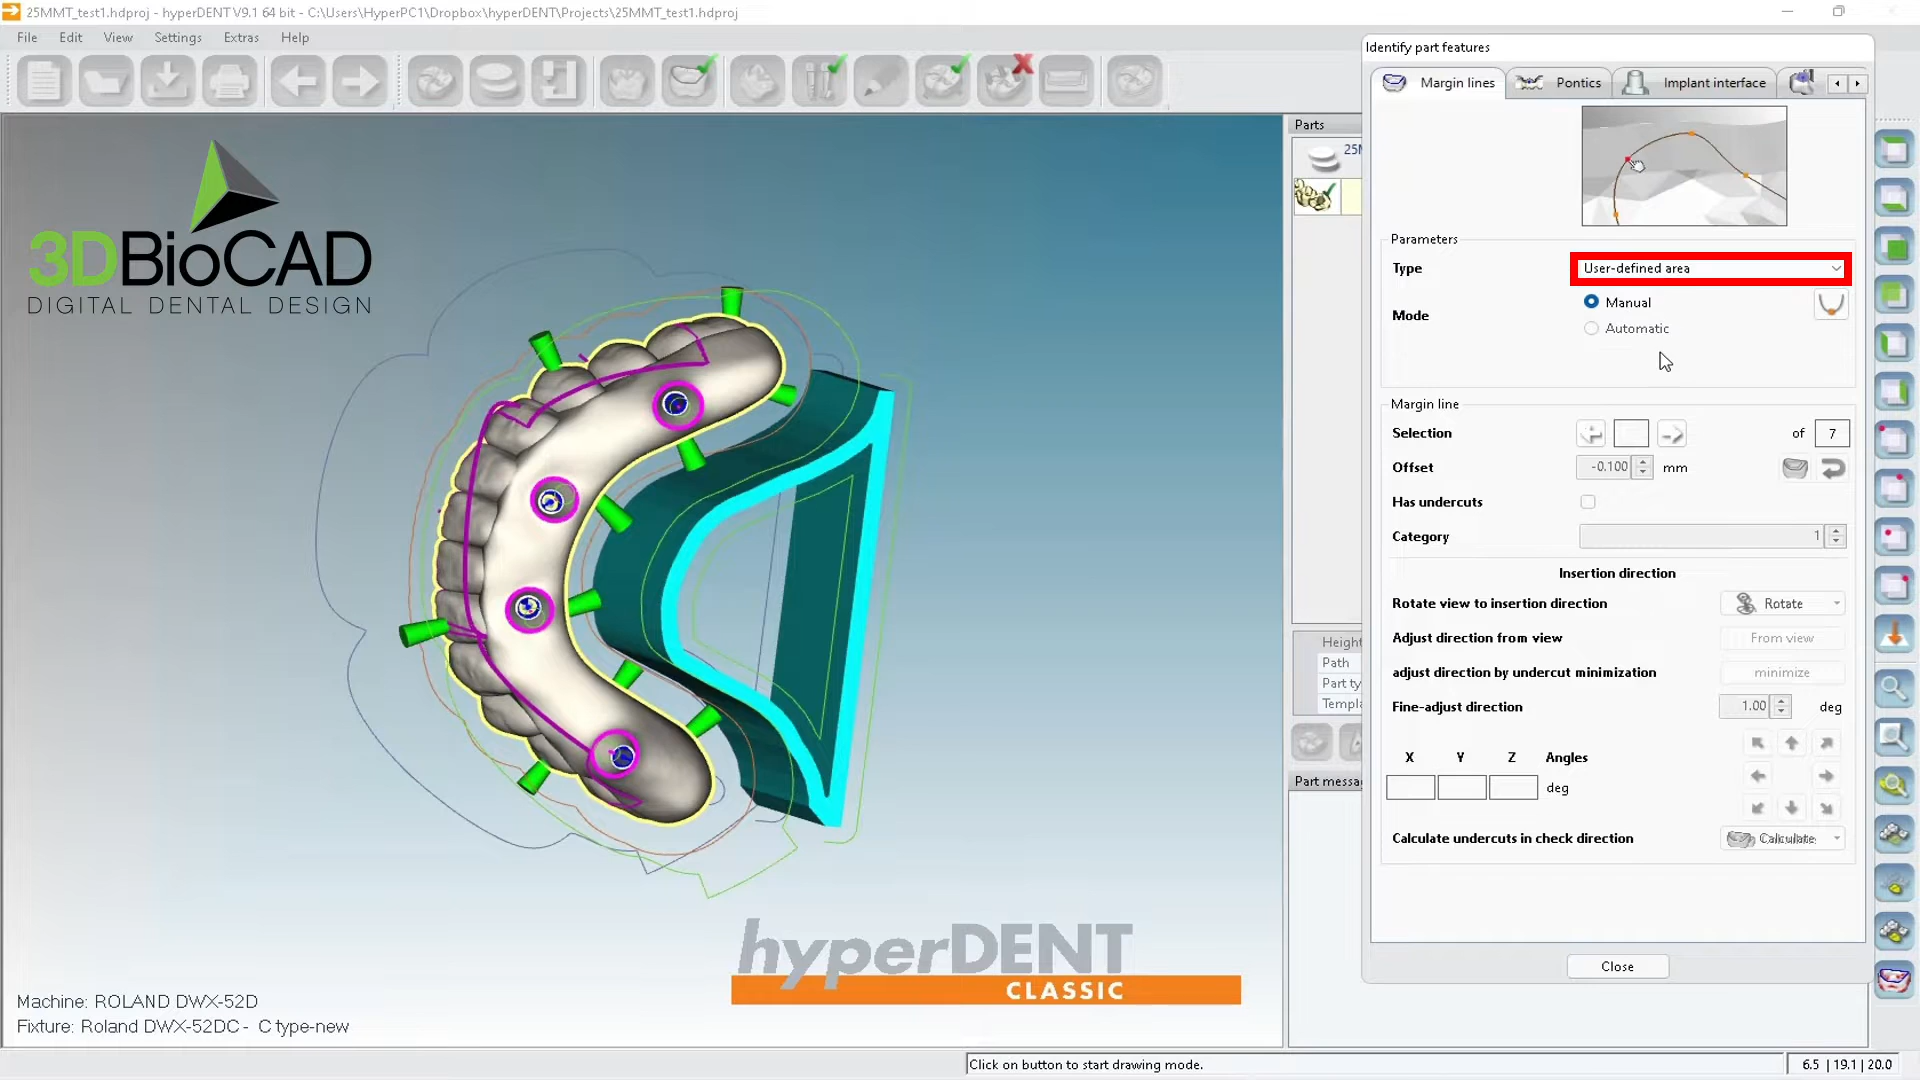 25MMT_test1.hdproj - hyperDENT V9.1 64 bit - C:\Users\HyperPC1\Dropbox\hyperDENT\Projects\25MMT_test1.hdproj
File Edit View Settings Extras Help
Identify part features
Margin lines Pontics Implant interface
3DBioCAD
DIGITAL DENTAL DESIGN
Parts
25M
Parameters
Type User-defined area
Mode Manual
Automatic
Margin line
Selection of 7
Offset -0.100 mm
Has undercuts
Category 1
Insertion direction
Rotate view to insertion direction Rotate
Adjust direction from view From view
adjust direction by undercut minimization minimize
Fine-adjust direction 1.00 deg
X Y Z Angles
deg
Calculate undercuts in check direction Calculate
Close
Height
Path
Part ty
Templa
Part messa
hyperDENT
CLASSIC
Machine: ROLAND DWX-52D
Fixture: Roland DWX-52DC - C type-new
Click on button to start drawing mode.
6.5 | 19.1 | 20.0